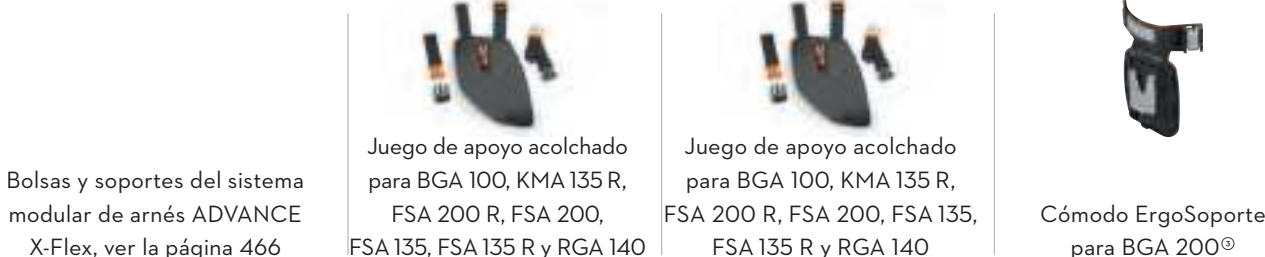 Bolsas y soportes del sistema
modular de arnés ADVANCE
X-Flex, ver la página 466
Juego de apoyo acolchado
para BGA 100, KMA 135 R,
FSA 200 R, FSA 200,
FSA 135, FSA 135 R y RGA 140
Juego de apoyo acolchado
para BGA 100, KMA 135 R,
FSA 200 R, FSA 200, FSA 135,
FSA 135 R y RGA 140
Cómodo ErgoSoporte
para BGA 200③